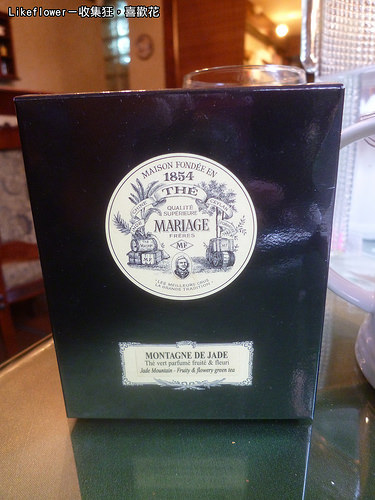 Likeflower－收集狂，喜歡花
MAISON FONDÉE EN
1854
THÉ
QUALITÉ
SUPÉRIEURE
MARIAGE
FRÈRES
MF
MONTAGNE DE JADE
Thé vert parfumé fruité & fleuri
Jade Mountain - Fruity & flowery green tea